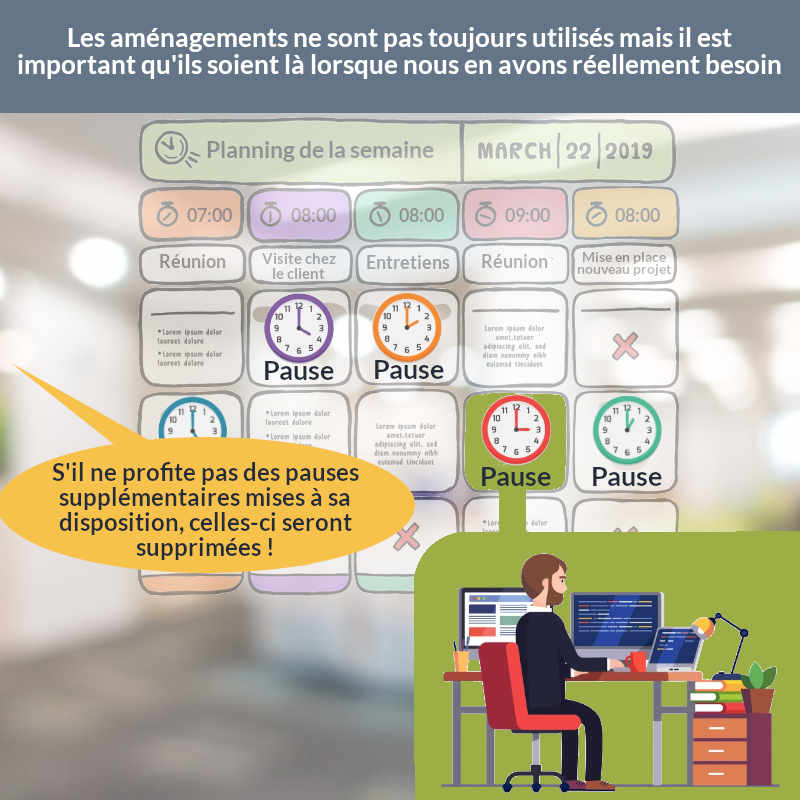 Les aménagements ne sont pas toujours utilisés mais il est
important qu'ils soient là lorsque nous en avons réellement besoin
Planning de la semaine
MARCH 22 2019
07:00
08:00
08:00
09:00
08:00
Réunion
Visite chez
le client
Entretiens
Réunion
Mise en place
nouveau projet
*Lorem ipsum dolor
laoreet dolore
*Lorem ipsum dolor
laoreet dolore
Pause
Pause
Lorem ipsum dolor
amet,tetuer
adipiscing elit, sed
diam nonummy nibh
euismod tincidunt
*Lorem ipsum dolor
laoreet dolore
*Lorem ipsum
Lorem ipsum dolor
amet,tetuer
adipiscing elit, sed
diam nonummy nibh
euismod tincidunt
Pause
Pause
*Lorem ipsum dolor
S'il ne profite pas des pauses
supplémentaires mises à sa
disposition, celles-ci seront
supprimées !